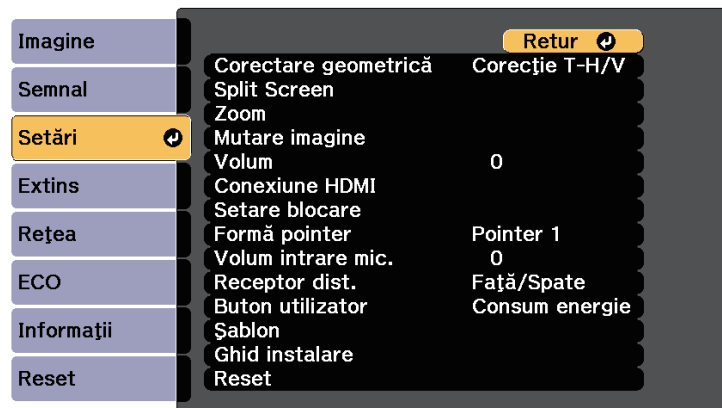 Imagine
Semnal
Setări
Extins
Reţea
ECO
Informaţii
Reset
Retur
Corectare geometrică Corecţie T-H/V
Split Screen
Zoom
Mutare imagine
Volum 0
Conexiune HDMI
Setare blocare
Formă pointer Pointer 1
Volum intrare mic. 0
Receptor dist. Faţă/Spate
Buton utilizator Consum energie
Şablon
Ghid instalare
Reset